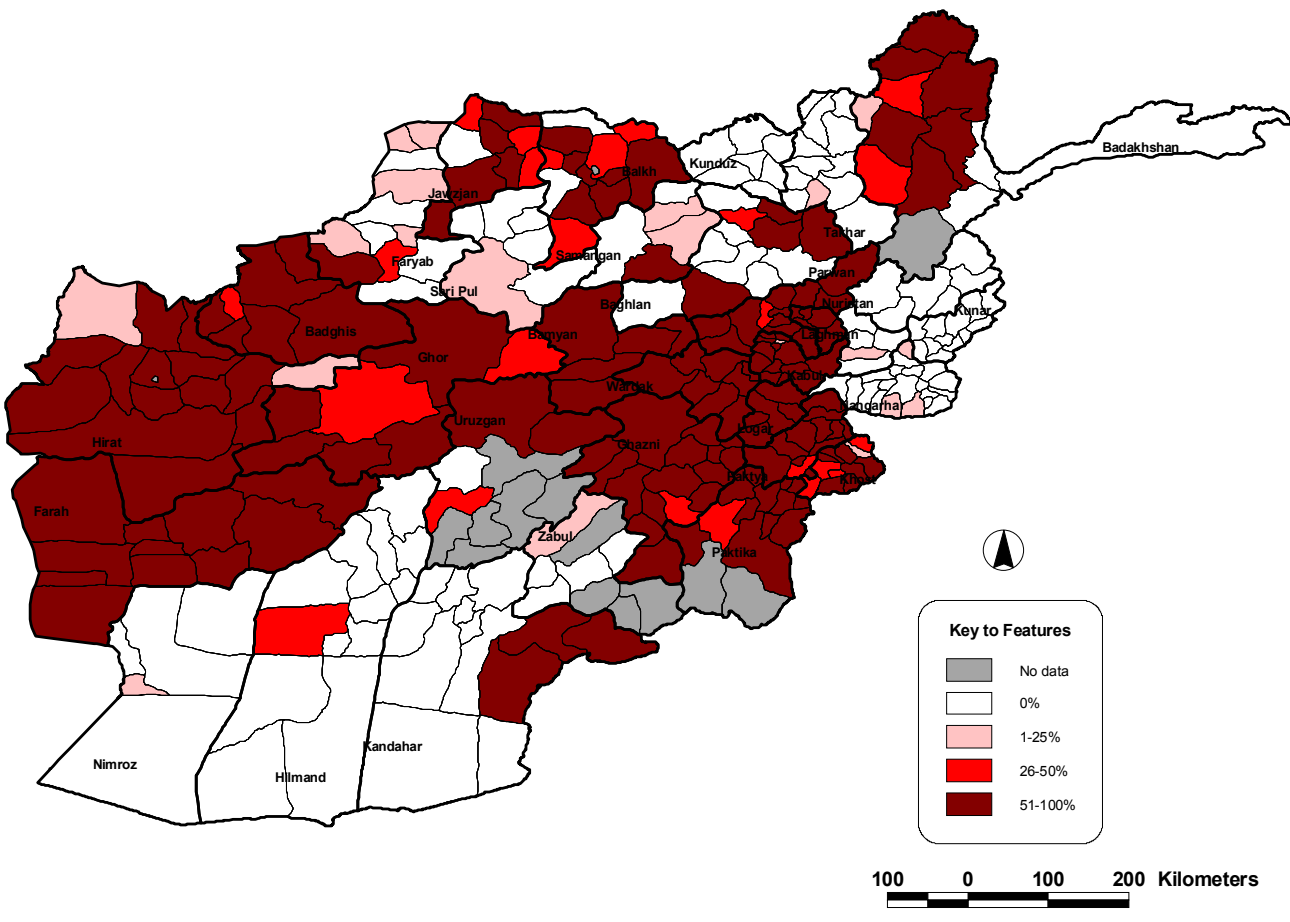 Badakhshan
Kunduz
Balkh
Jawzjan
Takhar
Faryab
Samangan
Parwan
Sari Pul
Baghlan
Nuristan
Kunar
Badghis
Bamyan
Laghman
Ghor
Kabul
Wardak
Nangarhar
Uruzgan
Hirat
Ghazni
Logar
Paktya
Khost
Farah
Zabul
Paktika
Kandahar
Nimroz
Hilmand
Key to Features
No data
0%
1-25%
26-50%
51-100%
100 0 100 200 Kilometers